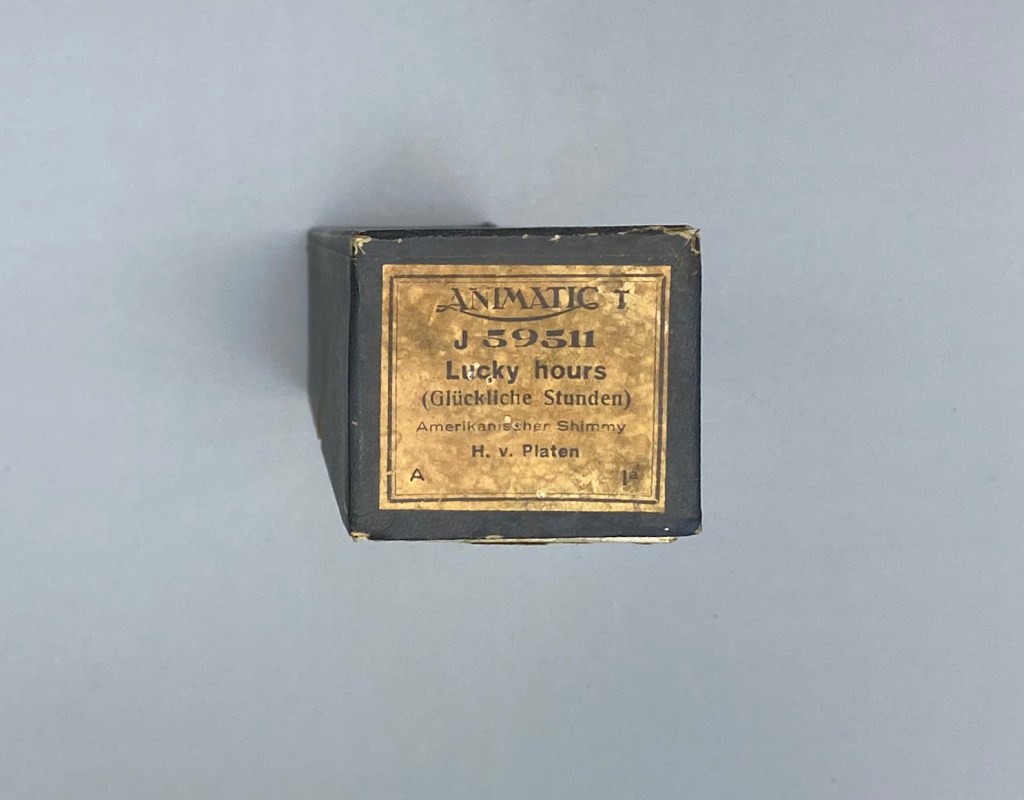 ANIMATIC T
J 59511
Lucky hours
(Glückliche Stunden)
Amerikanischer Shimmy
H. v. Platen
A 1a